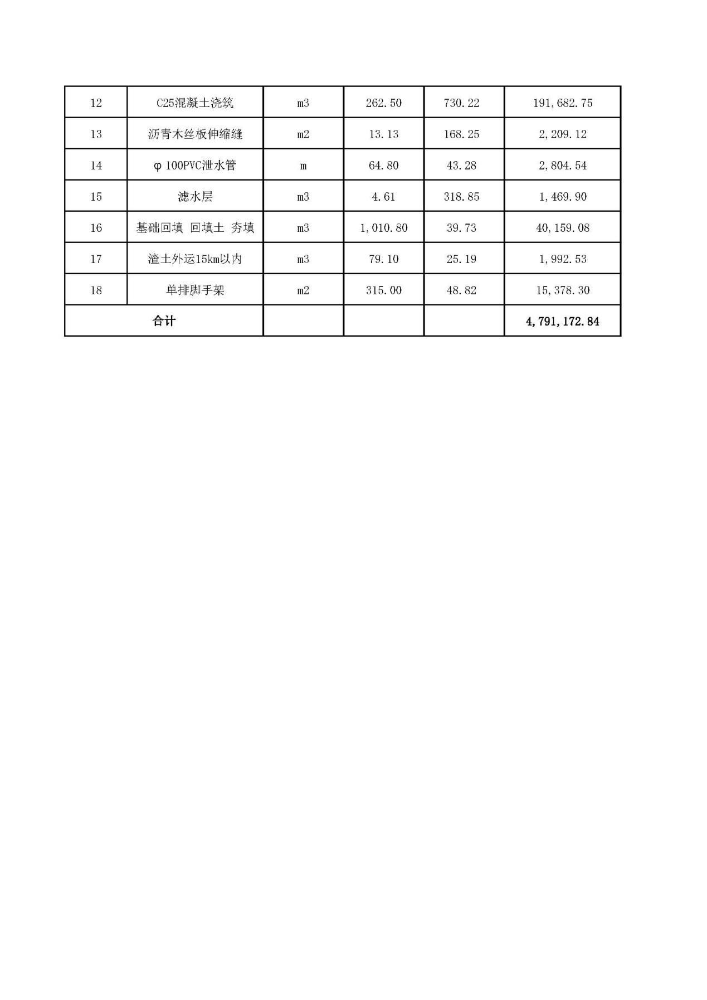 12 C25混凝土浇筑 m3 262.50 730.22 191,682.75
13 沥青木丝板伸缩缝 m2 13.13 168.25 2,209.12
14 φ100PVC泄水管 m 64.80 43.28 2,804.54
15 滤水层 m3 4.61 318.85 1,469.90
16 基础回填 回填土 夯填 m3 1,010.80 39.73 40,159.08
17 渣土外运15km以内 m3 79.10 25.19 1,992.53
18 单排脚手架 m2 315.00 48.82 15,378.30
合计 4,791,172.84